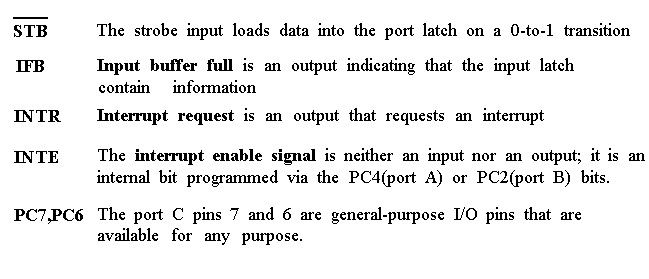 STB The strobe input loads data into the port latch on a 0-to-1 transition
IFB Input buffer full is an output indicating that the input latch
contain information
INTR Interrupt request is an output that requests an interrupt
INTE The interrupt enable signal is neither an input nor an output; it is an
internal bit programmed via the PC4(port A) or PC2(port B) bits.
PC7,PC6 The port C pins 7 and 6 are general-purpose I/O pins that are
available for any purpose.